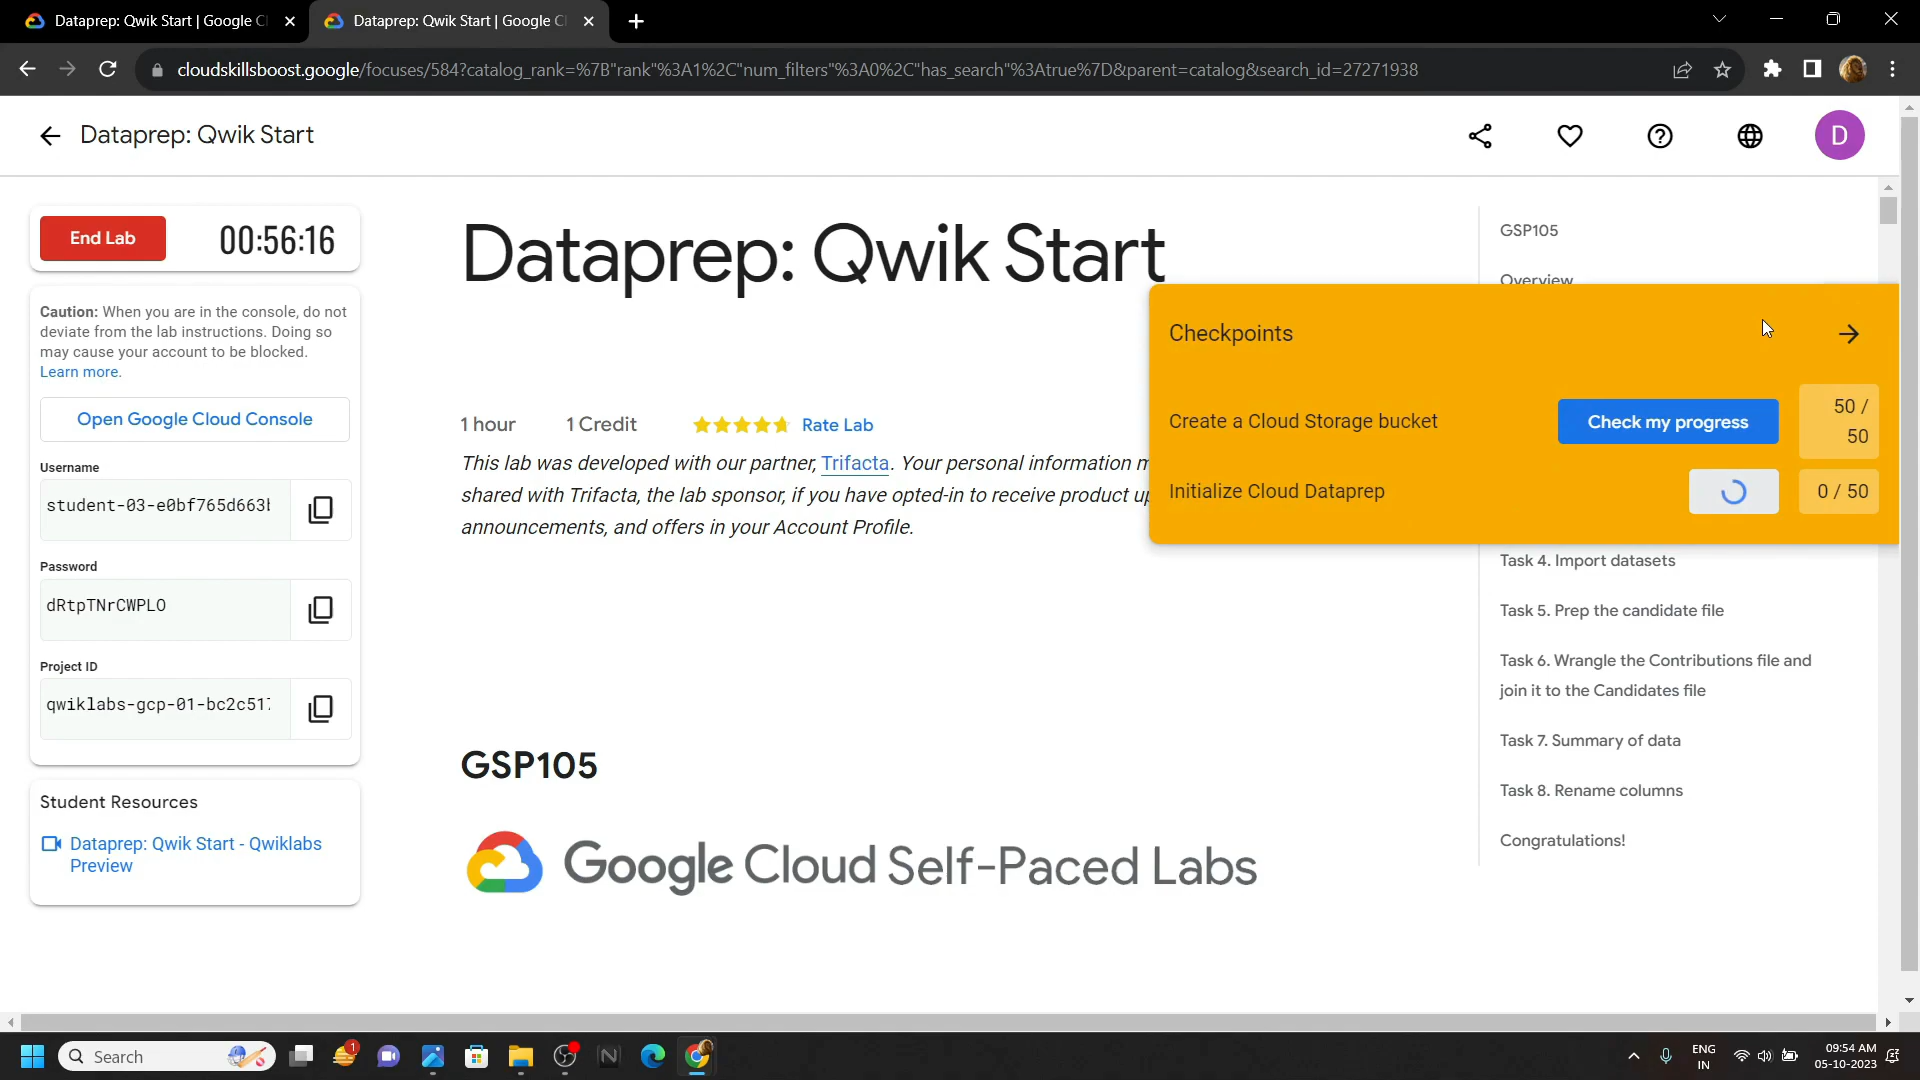 Dataprep: Qwik Start | Google Cl
Dataprep: Qwik Start | Google Cl
cloudskillsboost.google/focuses/584?catalog_rank=%7B"rank"%3A1%2C"num_filters"%3A0%2C"has_search"%3Atrue%7D&parent=catalog&search_id=27271938
Dataprep: Qwik Start
D
End Lab
00:56:16
Caution: When you are in the console, do not
deviate from the lab instructions. Doing so
may cause your account to be blocked.
Learn more.
Open Google Cloud Console
Username
student-03-e0bf765d663b
Password
dRtpTNrCWPLO
Project ID
qwiklabs-gcp-01-bc2c517
Student Resources
Dataprep: Qwik Start - Qwiklabs
Preview
Dataprep: Qwik Start
1 hour
1 Credit
Rate Lab
This lab was developed with our partner, Trifacta. Your personal information m
shared with Trifacta, the lab sponsor, if you have opted-in to receive product up
announcements, and offers in your Account Profile.
GSP105
Google Cloud Self-Paced Labs
GSP105
Overview
Checkpoints
Create a Cloud Storage bucket
Check my progress
50 /
50
Initialize Cloud Dataprep
0 / 50
Task 4. Import datasets
Task 5. Prep the candidate file
Task 6. Wrangle the Contributions file and
join it to the Candidates file
Task 7. Summary of data
Task 8. Rename columns
Congratulations!
Search
1
ENG
IN
09:54 AM
05-10-2023